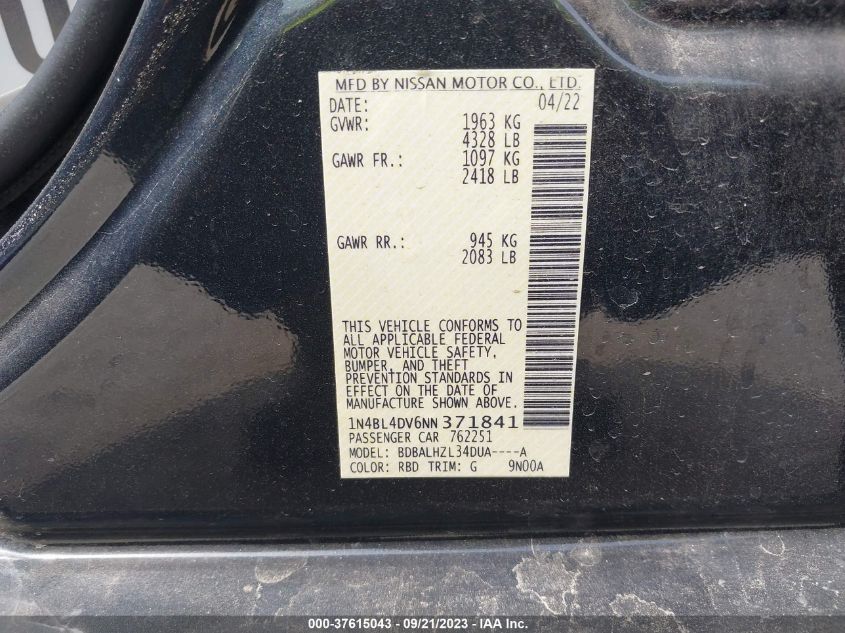 MFD BY NISSAN MOTOR CO., LTD.
DATE: 04/22
GVWR: 1963 KG
4328 LB
GAWR FR.: 1097 KG
2418 LB
GAWR RR.: 945 KG
2083 LB
THIS VEHICLE CONFORMS TO
ALL APPLICABLE FEDERAL
MOTOR VEHICLE SAFETY,
BUMPER, AND THEFT
PREVENTION STANDARDS IN
EFFECT ON THE DATE OF
MANUFACTURE SHOWN ABOVE.
1N4BL4DV6NN371841
PASSENGER CAR 762251
MODEL: BDBALHZL34DUA----A
COLOR: RBD TRIM: G 9N00A
000-37615043 - 09/21/2023 - IAAI.com